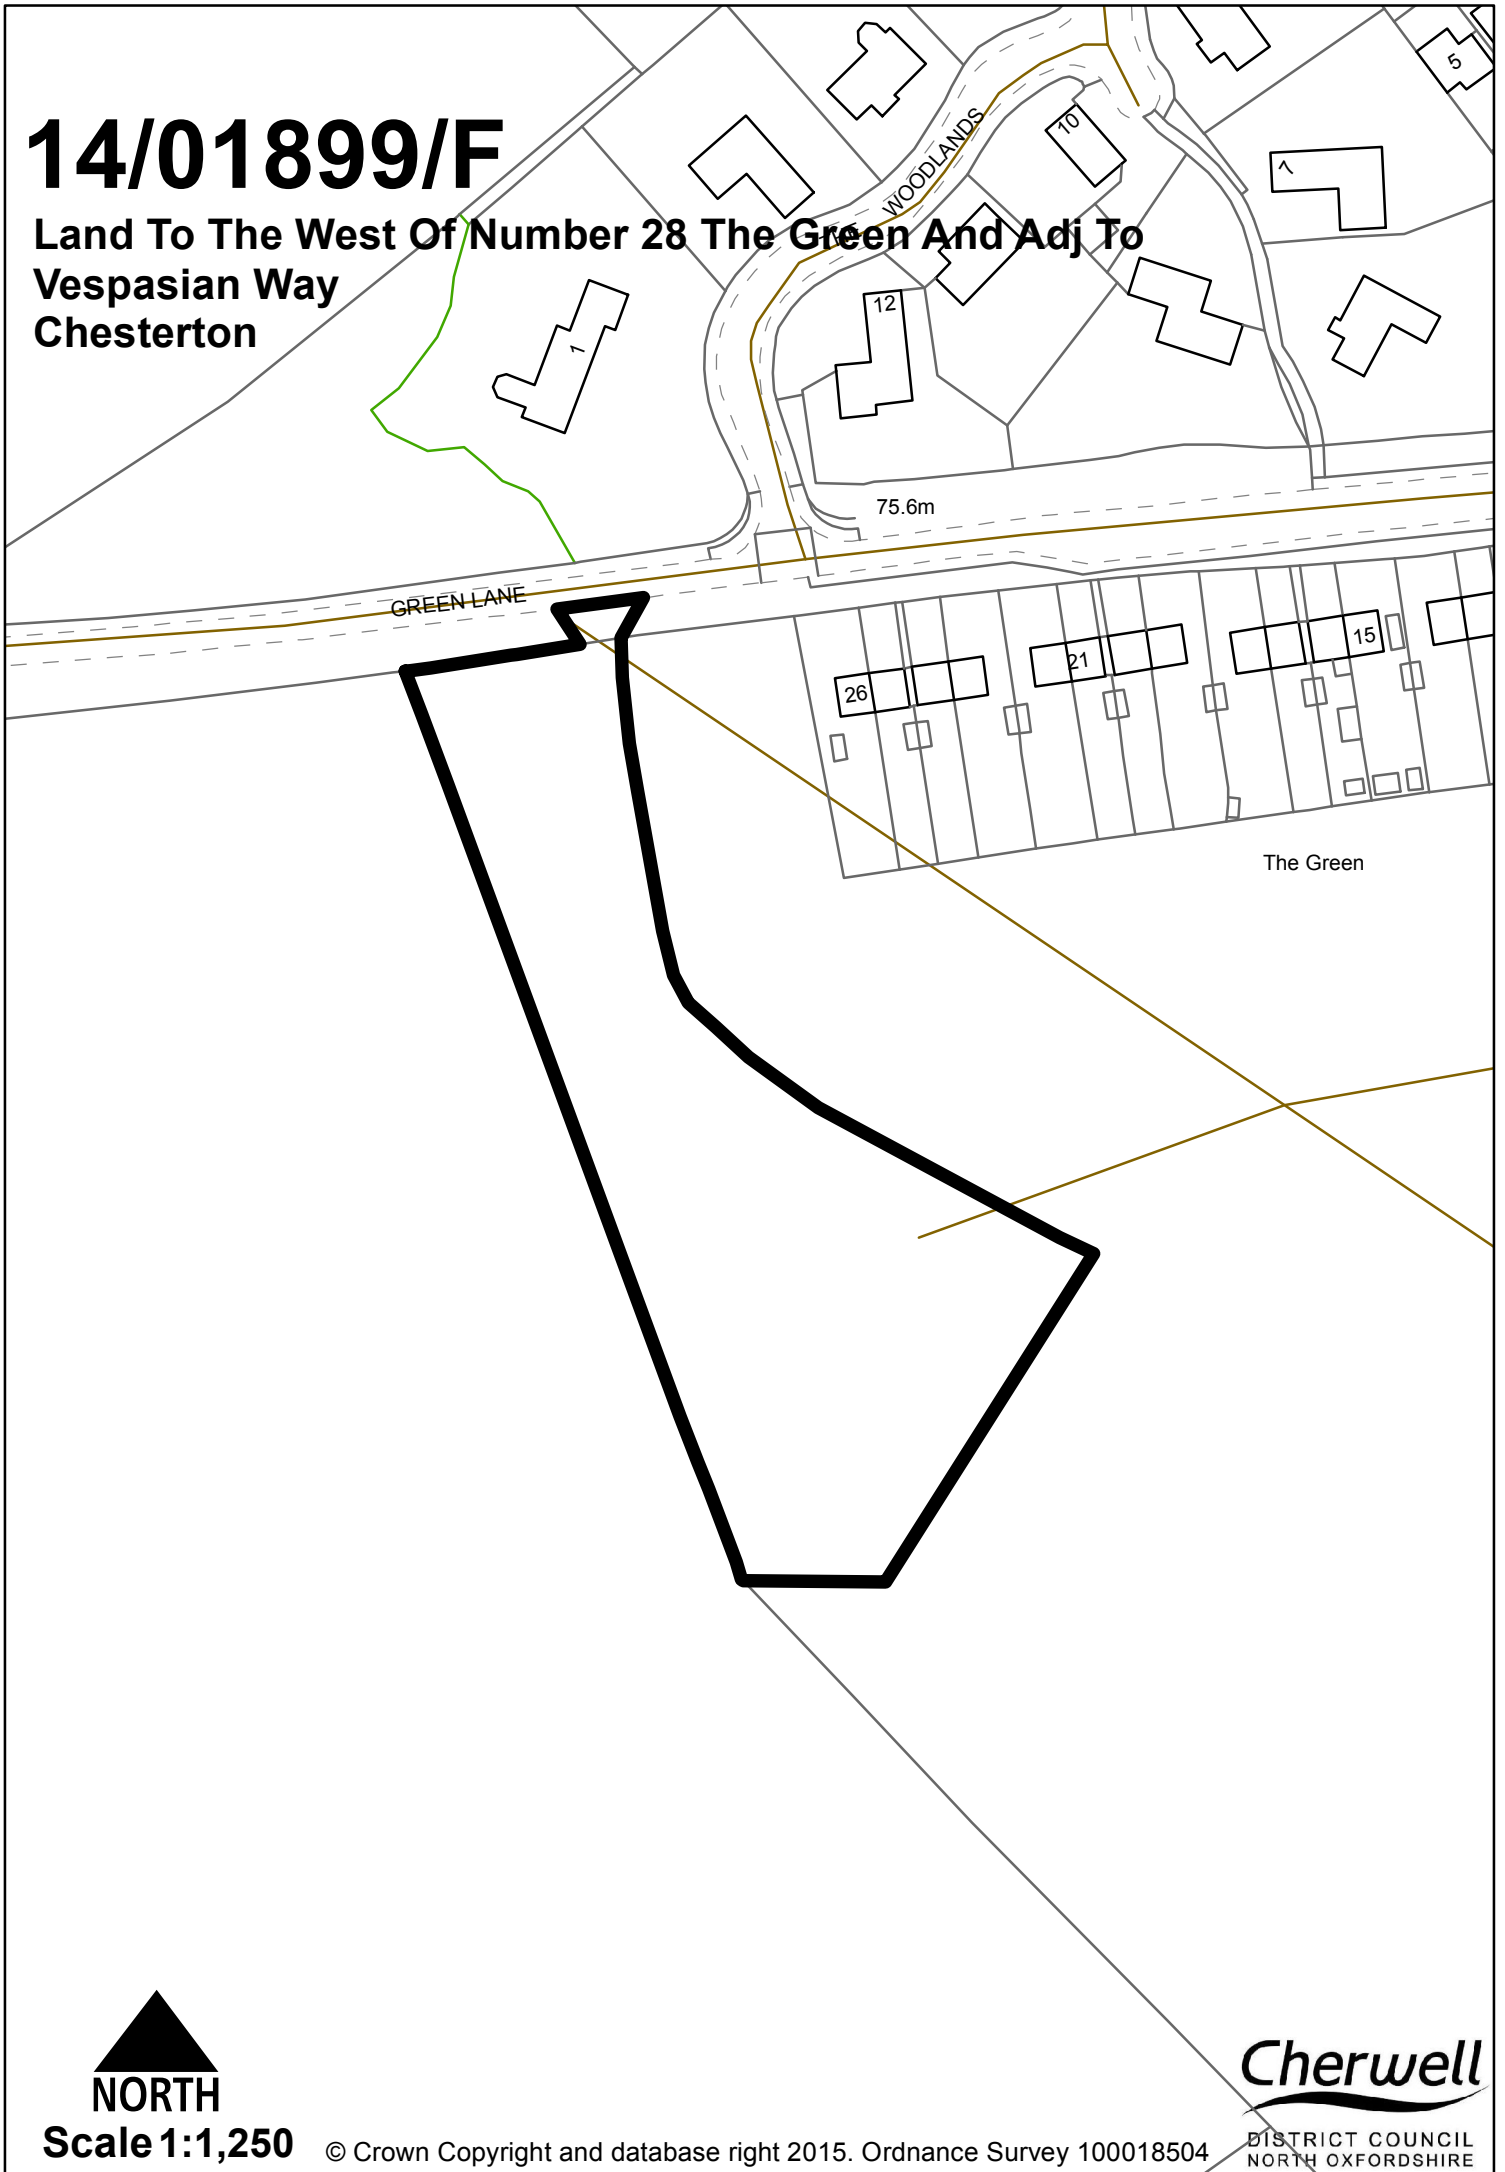 14/01899/F
Land To The West Of Number 28 The Green And Adj To
Vespasian Way
Chesterton
5
10
7
THE WOODLANDS
12
1
75.6m
GREEN LANE
15
21
26
The Green
NORTH
Scale 1:1,250
© Crown Copyright and database right 2015. Ordnance Survey 100018504
Cherwell
DISTRICT COUNCIL
NORTH OXFORDSHIRE